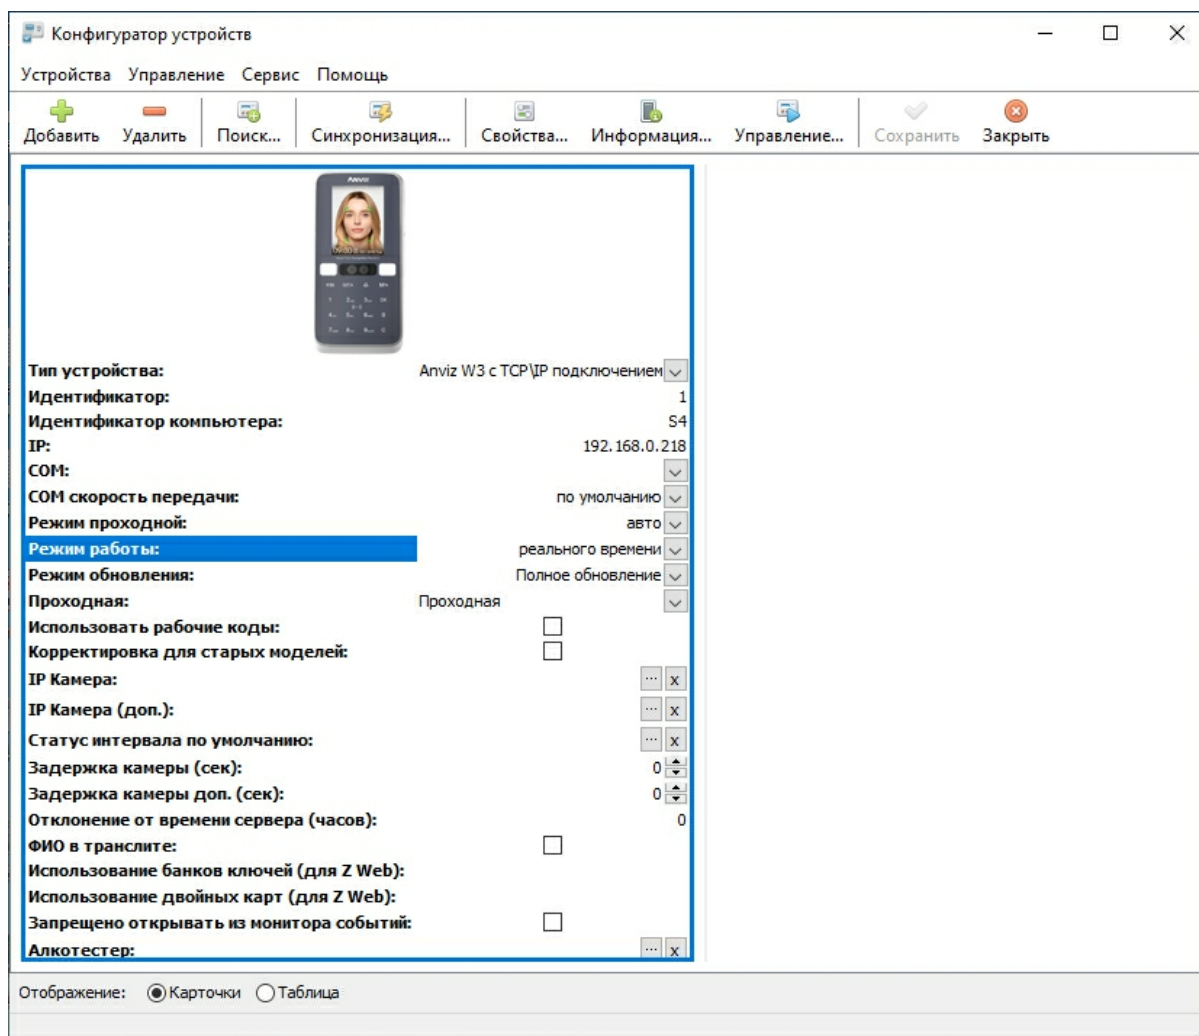 Конфигуратор устройств
Устройства Управление Сервис Помощь
Добавить Удалить Поиск... Синхронизация... Свойства... Информация... Управление... Сохранить Закрыть
Тип устройства: Anviz W3 с TCP\IP подключением
Идентификатор: 1
Идентификатор компьютера: S4
IP: 192.168.0.218
COM:
COM скорость передачи: по умолчанию
Режим проходной: авто
Режим работы: реального времени
Режим обновления: Полное обновление
Проходная: Проходная
Использовать рабочие коды:
Корректировка для старых моделей:
IP Камера: ... x
IP Камера (доп.): ... x
Статус интервала по умолчанию: ... x
Задержка камеры (сек): 0
Задержка камеры доп. (сек): 0
Отклонение от времени сервера (часов): 0
ФИО в транслите:
Использование банков ключей (для Z Web):
Использование двойных карт (для Z Web):
Запрещено открывать из монитора событий:
Алкотестер: ... x
Отображение: Карточки Таблица